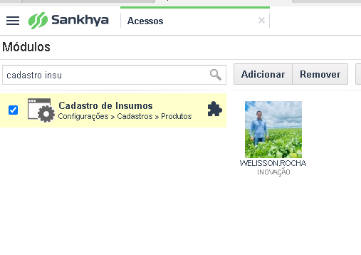 Sankhya
Acessos
Módulos
cadastro insu
Adicionar
Remover
Cadastro de Insumos
Configurações > Cadastros > Produtos
WELISSON.ROCHA
INOVAÇÃO